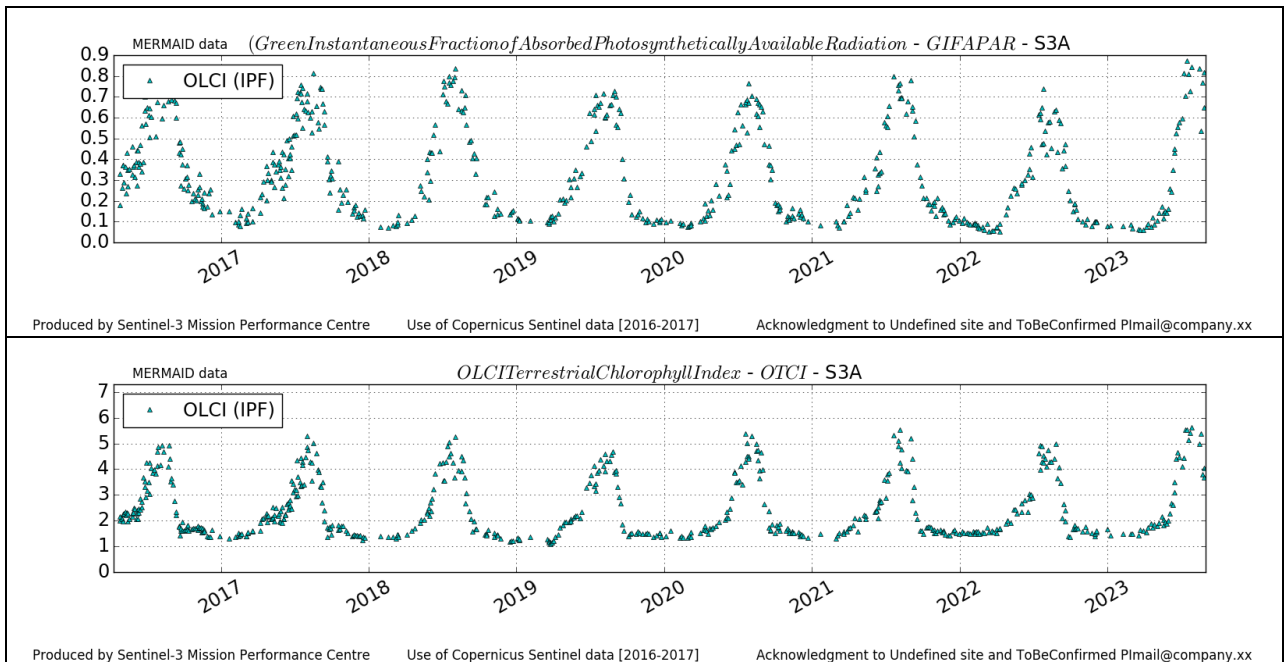 MERMAID data (GreenInstantaneousFractionofAbsorbedPhotosyntheticallyAvailableRadiation - GIFAPAR - S3A
0.9
OLCI (IPF)
0.8
0.7
0.6
0.5
0.4
0.3
0.2
0.1
0.0
2017 2018 2019 2020 2021 2022 2023
Produced by Sentinel-3 Mission Performance Centre Use of Copernicus Sentinel data [2016-2017] Acknowledgment to Undefined site and ToBeConfirmed PImail@company.xx
MERMAID data OLCITerrestrialChlorophyllIndex - OTCI - S3A
7
OLCI (IPF)
6
5
4
3
2
1
0
2017 2018 2019 2020 2021 2022 2023
Produced by Sentinel-3 Mission Performance Centre Use of Copernicus Sentinel data [2016-2017] Acknowledgment to Undefined site and ToBeConfirmed PImail@company.xx